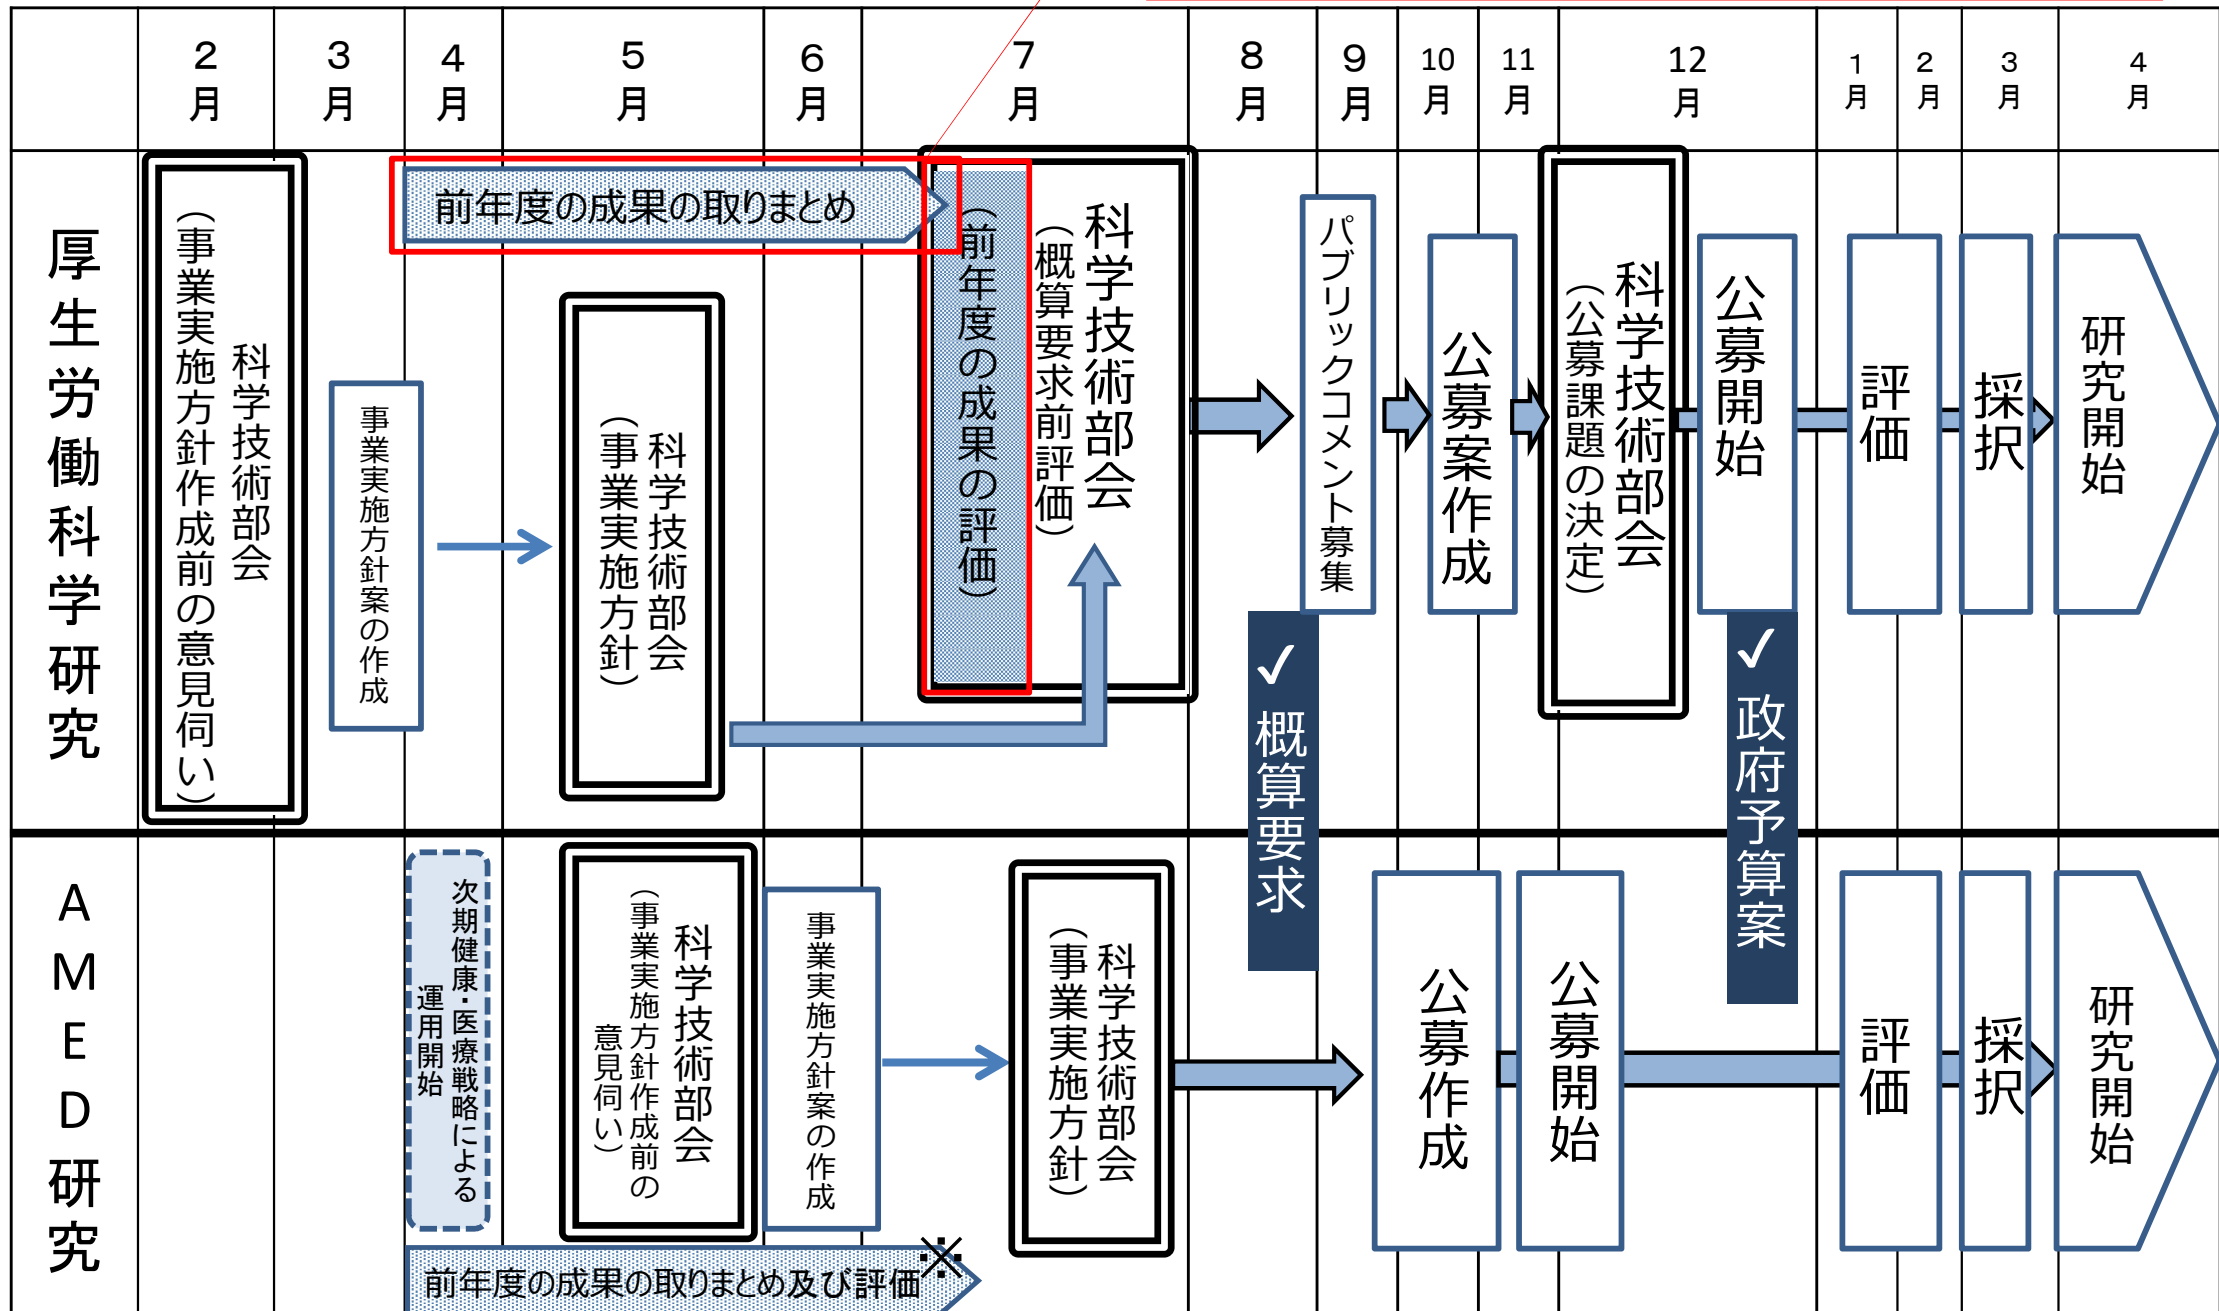 2月
3月
4月
5月
6月
7月
8月
9月
10月
11月
12月
1月
2月
3月
4月
厚生労働科学研究
科学技術部会
（事業実施方針作成前の意見伺い）
事業実施方針案の作成
前年度の成果の取りまとめ
科学技術部会
（事業実施方針）
科学技術部会
（概算要求前評価）
（前年度の成果の評価）
パブリックコメント募集
公募案作成
科学技術部会
（公募課題の決定）
公募開始
評価
採択
研究開始
✓概算要求
✓政府予算案
AMED研究
次期健康・医療戦略による
運用開始
科学技術部会
（事業実施方針作成前の
意見伺い）
事業実施方針案の作成
科学技術部会
（事業実施方針）
公募作成
公募開始
評価
採択
研究開始
前年度の成果の取りまとめ及び評価※